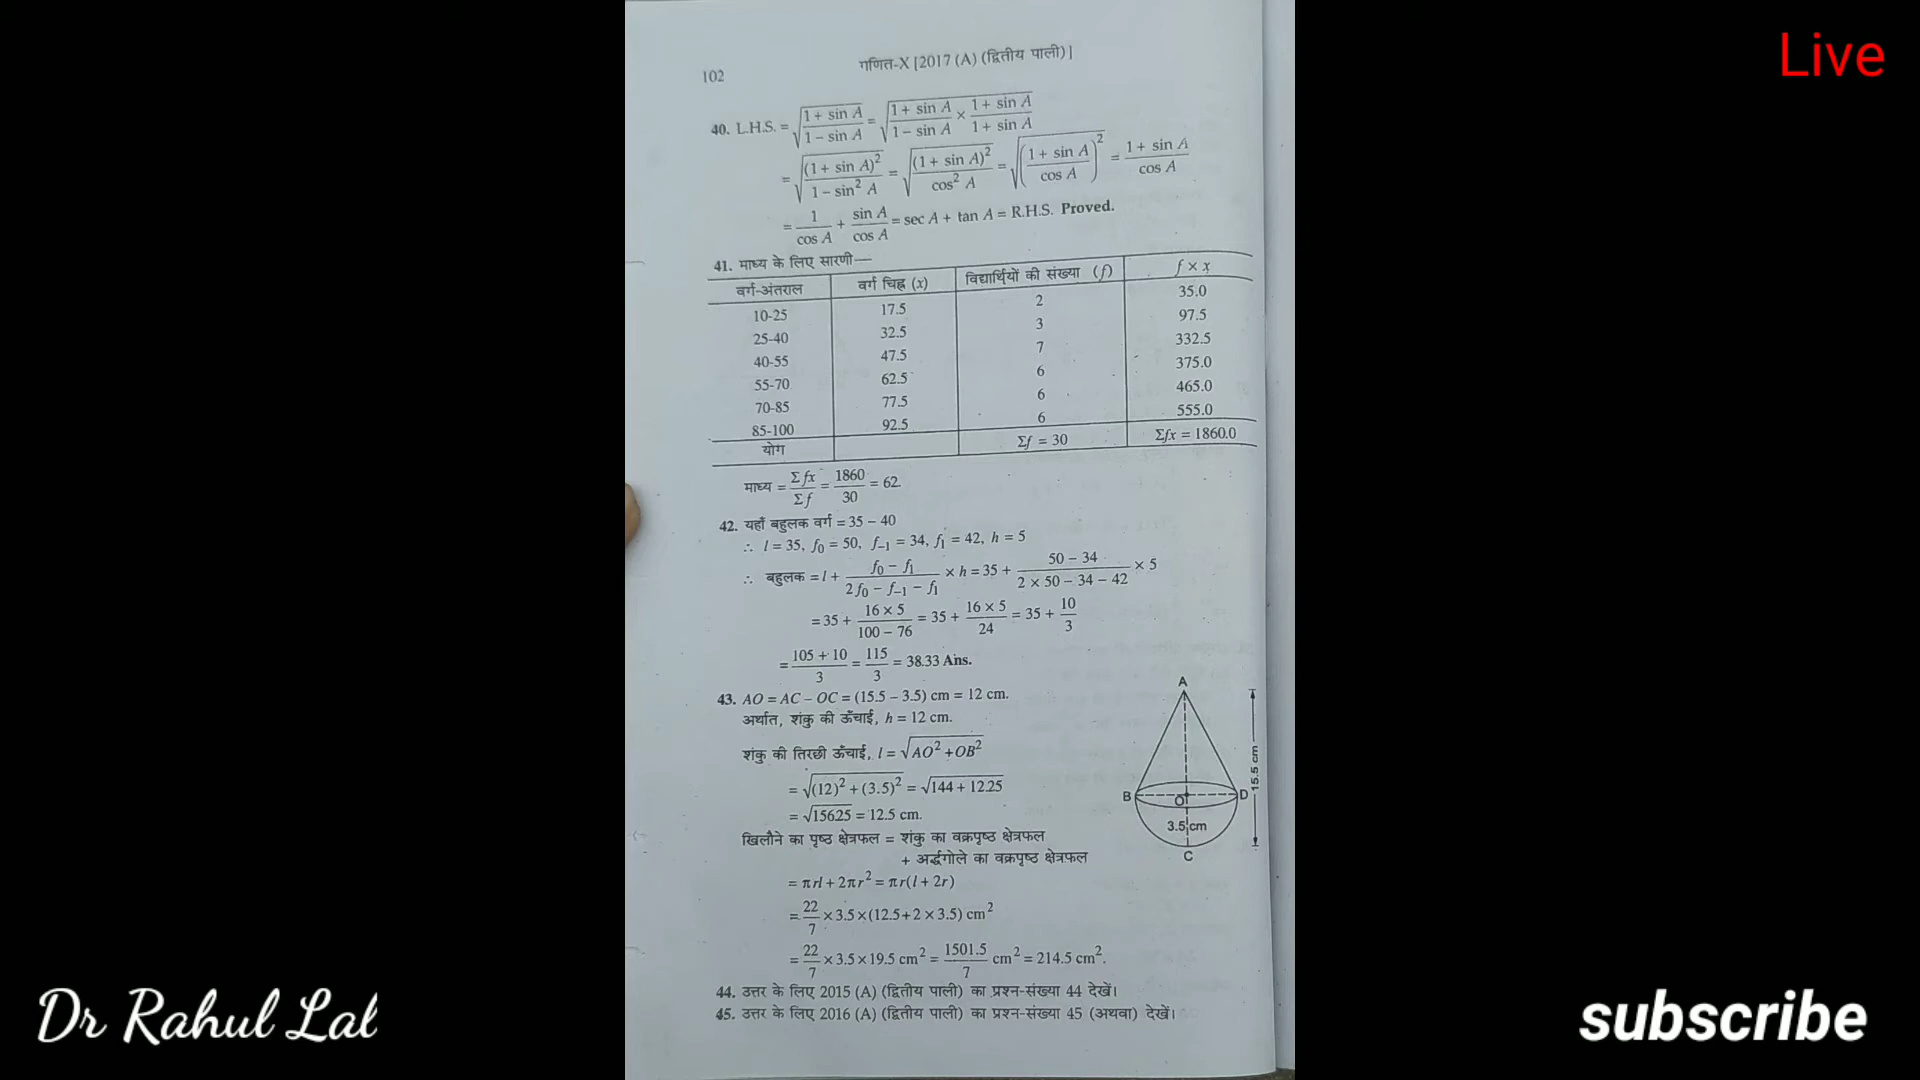 Live
102
गणित-X [2017 (A) (द्वितीय पाली)]
40. L.H.S. = √((1 + sin A)/(1 − sin A)) = √((1 + sin A)/(1 − sin A) × (1 + sin A)/(1 + sin A))
= √((1 + sin A)²/(1 − sin² A)) = √((1 + sin A)²/(cos² A)) = √(((1 + sin A)/(cos A))²) = (1 + sin A)/(cos A)
= 1/(cos A) + (sin A)/(cos A) = sec A + tan A = R.H.S. Proved.
41. माध्य के लिए सारणी—
वर्ग-अंतराल वर्ग चिह्न (x) विद्यार्थियों की संख्या (f) f × x
10-25 17.5 2 35.0
25-40 32.5 3 97.5
40-55 47.5 7 332.5
55-70 62.5 6 375.0
70-85 77.5 6 465.0
85-100 92.5 6 555.0
योग Σf = 30 Σfx = 1860.0
माध्य = Σfx/Σf = 1860/30 = 62.
42. यहाँ बहुलक वर्ग = 35 − 40
∴ l = 35, f₀ = 50, f₋₁ = 34, f₁ = 42, h = 5
∴ बहुलक = l + (f₀ − f₁)/(2f₀ − f₋₁ − f₁) × h = 35 + (50 − 34)/(2 × 50 − 34 − 42) × 5
= 35 + (16 × 5)/(100 − 76) = 35 + (16 × 5)/24 = 35 + 10/3
= (105 + 10)/3 = 115/3 = 38.33 Ans.
43. AO = AC − OC = (15.5 − 3.5) cm = 12 cm.
अर्थात, शंकु की ऊँचाई, h = 12 cm.
शंकु की तिरछी ऊँचाई, l = √(AO² + OB²)
= √((12)² + (3.5)²) = √(144 + 12.25)
= √156.25 = 12.5 cm.
खिलौने का पृष्ठ क्षेत्रफल = शंकु का वक्रपृष्ठ क्षेत्रफल
+ अर्द्धगोले का वक्रपृष्ठ क्षेत्रफल
= πrl + 2πr² = πr(l + 2r)
= 22/7 × 3.5 × (12.5 + 2 × 3.5) cm²
= 22/7 × 3.5 × 19.5 cm² = 1501.5/7 cm² = 214.5 cm².
A
B
O
D
3.5 cm
C
15.5 cm
44. उत्तर के लिए 2015 (A) (द्वितीय पाली) का प्रश्न-संख्या 44 देखें।
45. उत्तर के लिए 2016 (A) (द्वितीय पाली) का प्रश्न-संख्या 45 (अथवा) देखें।
Dr Rahul Lal
subscribe